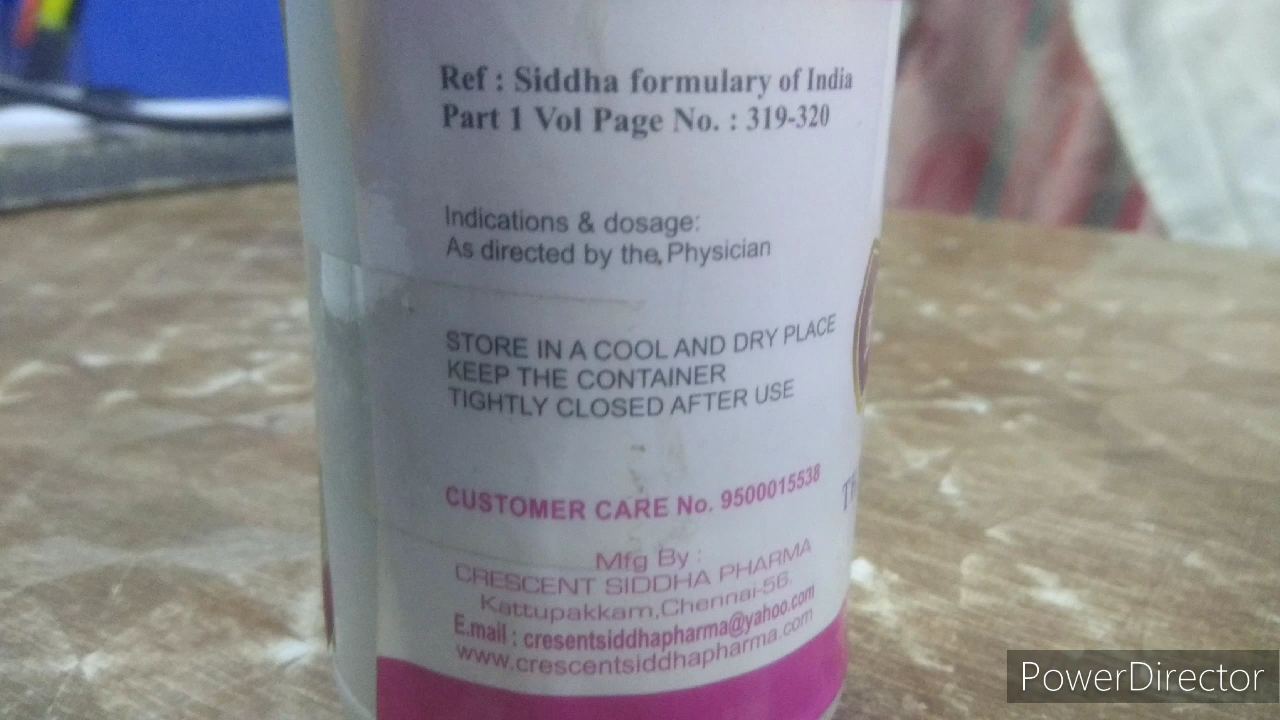 Ref : Siddha formulary of India
Part 1 Vol Page No. : 319-320
Indications & dosage:
As directed by the Physician
STORE IN A COOL AND DRY PLACE
KEEP THE CONTAINER
TIGHTLY CLOSED AFTER USE
CUSTOMER CARE No. 9500015538
Mfg By :
CRESCENT SIDDHA PHARMA
Kattupakkam,Chennai-56.
E.mail : cresentsiddhapharma@yahoo.com
www.crescentsiddhapharma.com
PowerDirector